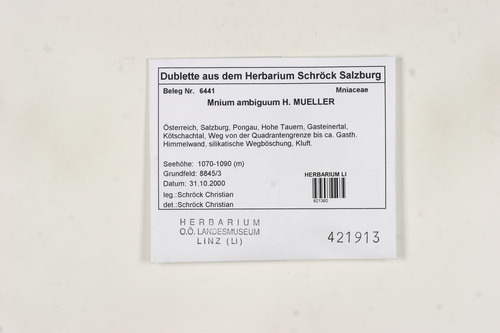 Dublette aus dem Herbarium Schröck Salzburg
Beleg Nr. 6441 Mniaceae
Mnium ambiguum H. MUELLER
Österreich, Salzburg, Pongau, Hohe Tauern, Gasteinertal,
Kötschachtal, Weg von der Quadrantengrenze bis ca. Gasth.
Himmelwand, silikatische Wegböschung, Kluft.
Seehöhe: 1070-1090 (m)
Grundfeld: 8845/3
Datum: 31.10.2000
leg.:Schröck Christian
det.:Schröck Christian
HERBARIUM LI
821360
HERBARIUM
O.Ö. LANDESMUSEUM
LINZ (LI)
421913